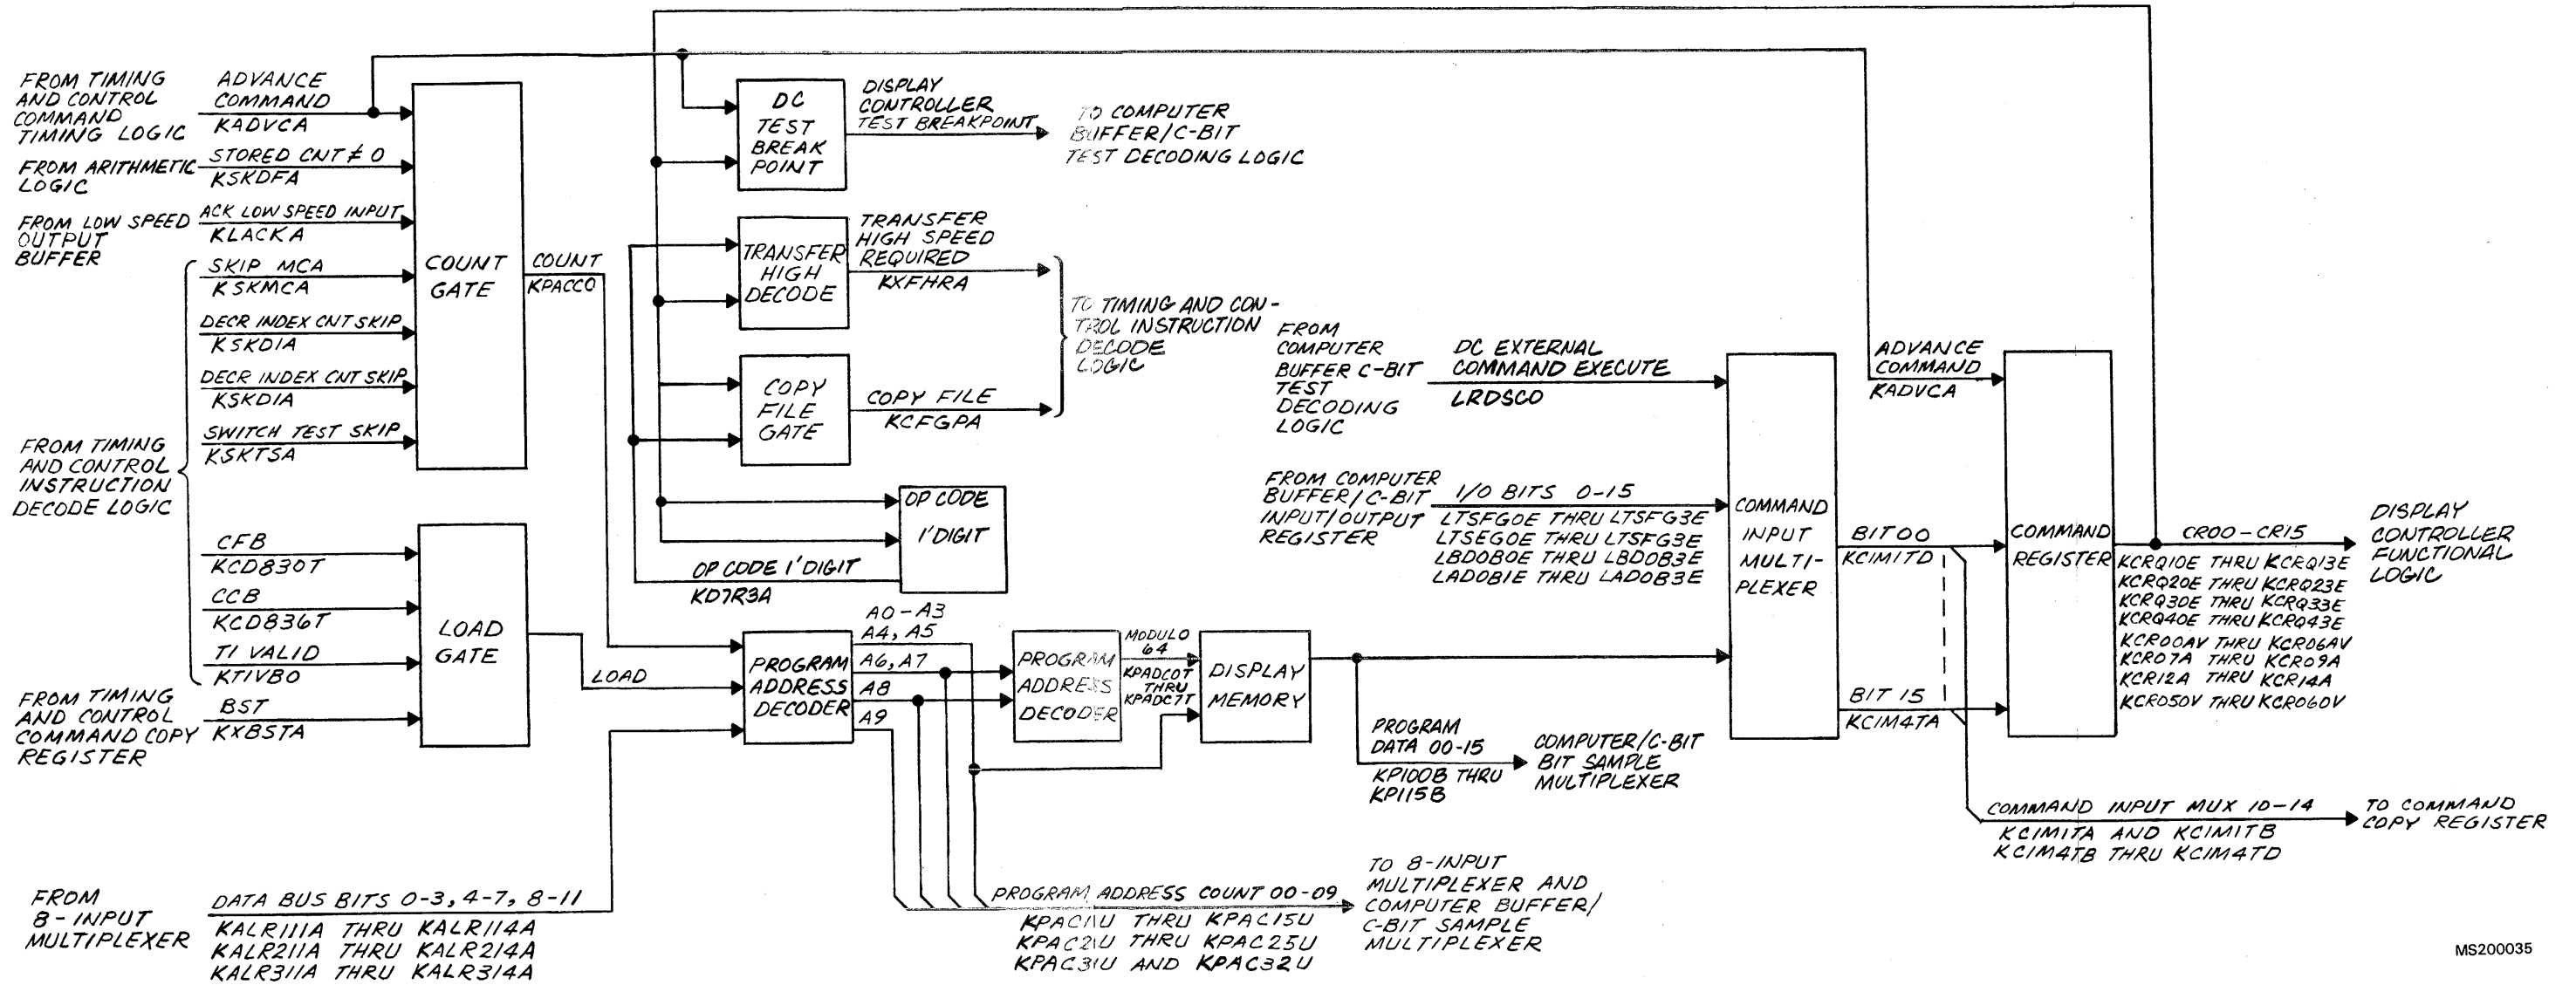 FROM TIMING
AND CONTROL
COMMAND
TIMING LOGIC
ADVANCE
COMMAND
KADVCA
FROM ARITHMETIC
LOGIC
STORED CNT ≠ 0
KSKDFA
FROM LOW SPEED
OUTPUT
BUFFER
ACK LOW SPEED INPUT
KLACKA
SKIP MCA
KSKMCA
DECR INDEX CNT SKIP
KSKDIA
DECR INDEX CNT SKIP
KSKDIA
SWITCH TEST SKIP
KSKTSA
FROM TIMING
AND CONTROL
INSTRUCTION
DECODE LOGIC
CFB
KCD830T
CCB
KCD836T
TI VALID
KTIVB0
FROM TIMING
AND CONTROL
COMMAND COPY
REGISTER
BST
KXBSTA
FROM
8-INPUT
MULTIPLEXER
DATA BUS BITS 0-3, 4-7, 8-11
KALR111A THRU KALR114A
KALR211A THRU KALR214A
KALR311A THRU KALR314A
COUNT
GATE
COUNT
KPACCO
LOAD
GATE
LOAD
DC
TEST
BREAK
POINT
DISPLAY
CONTROLLER
TEST BREAKPOINT
TO COMPUTER
BUFFER/C-BIT
TEST DECODING LOGIC
TRANSFER
HIGH
DECODE
TRANSFER
HIGH SPEED
REQUIRED
KXFHRA
COPY
FILE
GATE
COPY FILE
KCFGPA
TO TIMING AND CON-
TROL INSTRUCTION
DECODE
LOGIC
OP CODE
1'DIGIT
OP CODE 1'DIGIT
KD7R3A
PROGRAM
ADDRESS
DECODER
A0-A3
A4, A5
A6, A7
A8
A9
PROGRAM
ADDRESS
DECODER
MODULO
64
KPADC0T
THRU
KPADC7T
DISPLAY
MEMORY
PROGRAM
DATA 00-15
KPI00B THRU
KPI15B
COMPUTER/C-BIT
BIT SAMPLE
MULTIPLEXER
PROGRAM ADDRESS COUNT 00-09
KPAC11U THRU KPAC15U
KPAC21U THRU KPAC25U
KPAC31U AND KPAC32U
TO 8-INPUT
MULTIPLEXER AND
COMPUTER BUFFER/
C-BIT SAMPLE
MULTIPLEXER
FROM
COMPUTER
BUFFER C-BIT
TEST
DECODING
LOGIC
DC EXTERNAL
COMMAND EXECUTE
LRDSCO
FROM COMPUTER
BUFFER/C-BIT
INPUT/OUTPUT
REGISTER
I/O BITS 0-15
LTSFG0E THRU LTSFG3E
LTSEG0E THRU LTSFG3E
LBDOB0E THRU LBDOB3E
LADOB1E THRU LADOB3E
COMMAND
INPUT
MULTI-
PLEXER
BIT00
KCIM1TD
BIT 15
KCIM4TA
ADVANCE
COMMAND
KADVCA
COMMAND
REGISTER
CR00-CR15
KCRQ10E THRU KCRQ13E
KCRQ20E THRU KCRQ23E
KCRQ30E THRU KCRQ33E
KCRQ40E THRU KCRQ43E
KCR00AV THRU KCR06AV
KCR07A THRU KCR09A
KCR12A THRU KCR14A
KCR050V THRU KCR060V
DISPLAY
CONTROLLER
FUNCTIONAL
LOGIC
COMMAND INPUT MUX 10-14
KCIM1TA AND KCIM1TB
KCIM4TB THRU KCIM4TD
TO COMMAND
COPY REGISTER
MS200035